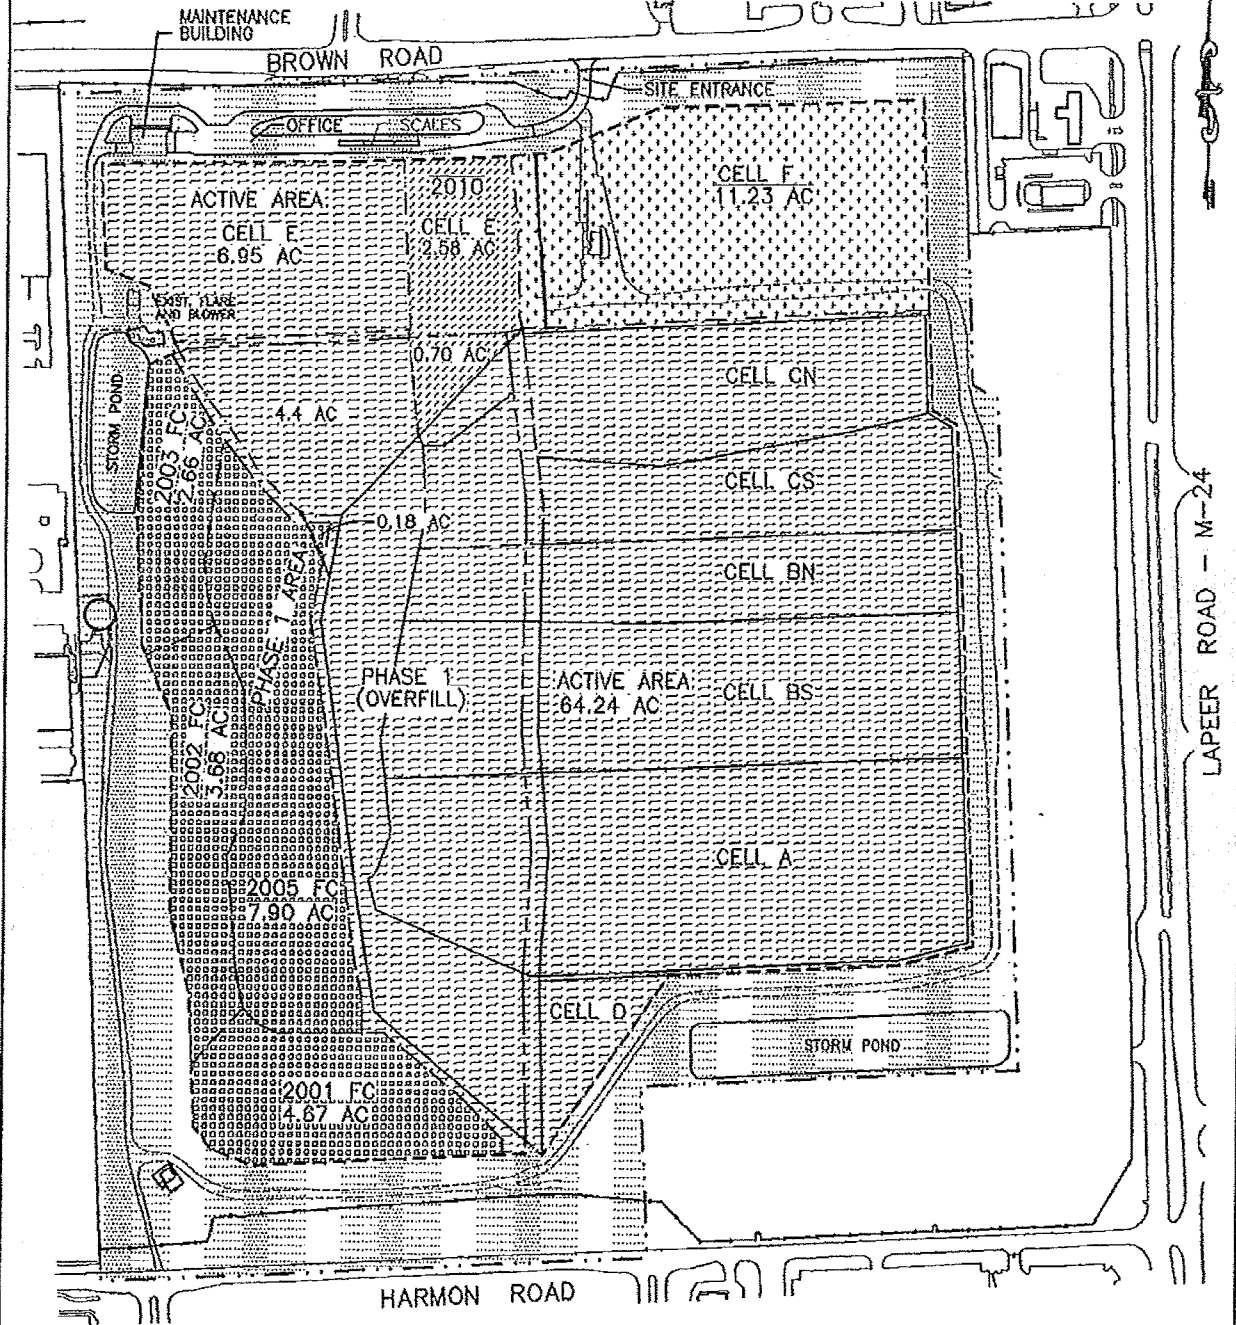 MAINTENANCE
BUILDING
BROWN ROAD
SITE ENTRANCE
OFFICE SCALES
ACTIVE AREA
CELL E
6.95 AC
2010
CELL E
2.58 AC
CELL F
11.23 AC
EXIST. FLARE
AND BLOWER
0.70 AC
CELL CN
STORM POND
4.4 AC
2003 FC
2.66 AC
CELL CS
0.18 AC
PHASE 1 AREA
CELL BN
PHASE 1
(OVERFILL)
ACTIVE AREA
64.24 AC
CELL BS
2002 FC
3.68 AC
LAPEER ROAD - M-24
CELL A
2005 FC
7.90 AC
CELL D
STORM POND
2001 FC
4.67 AC
HARMON ROAD